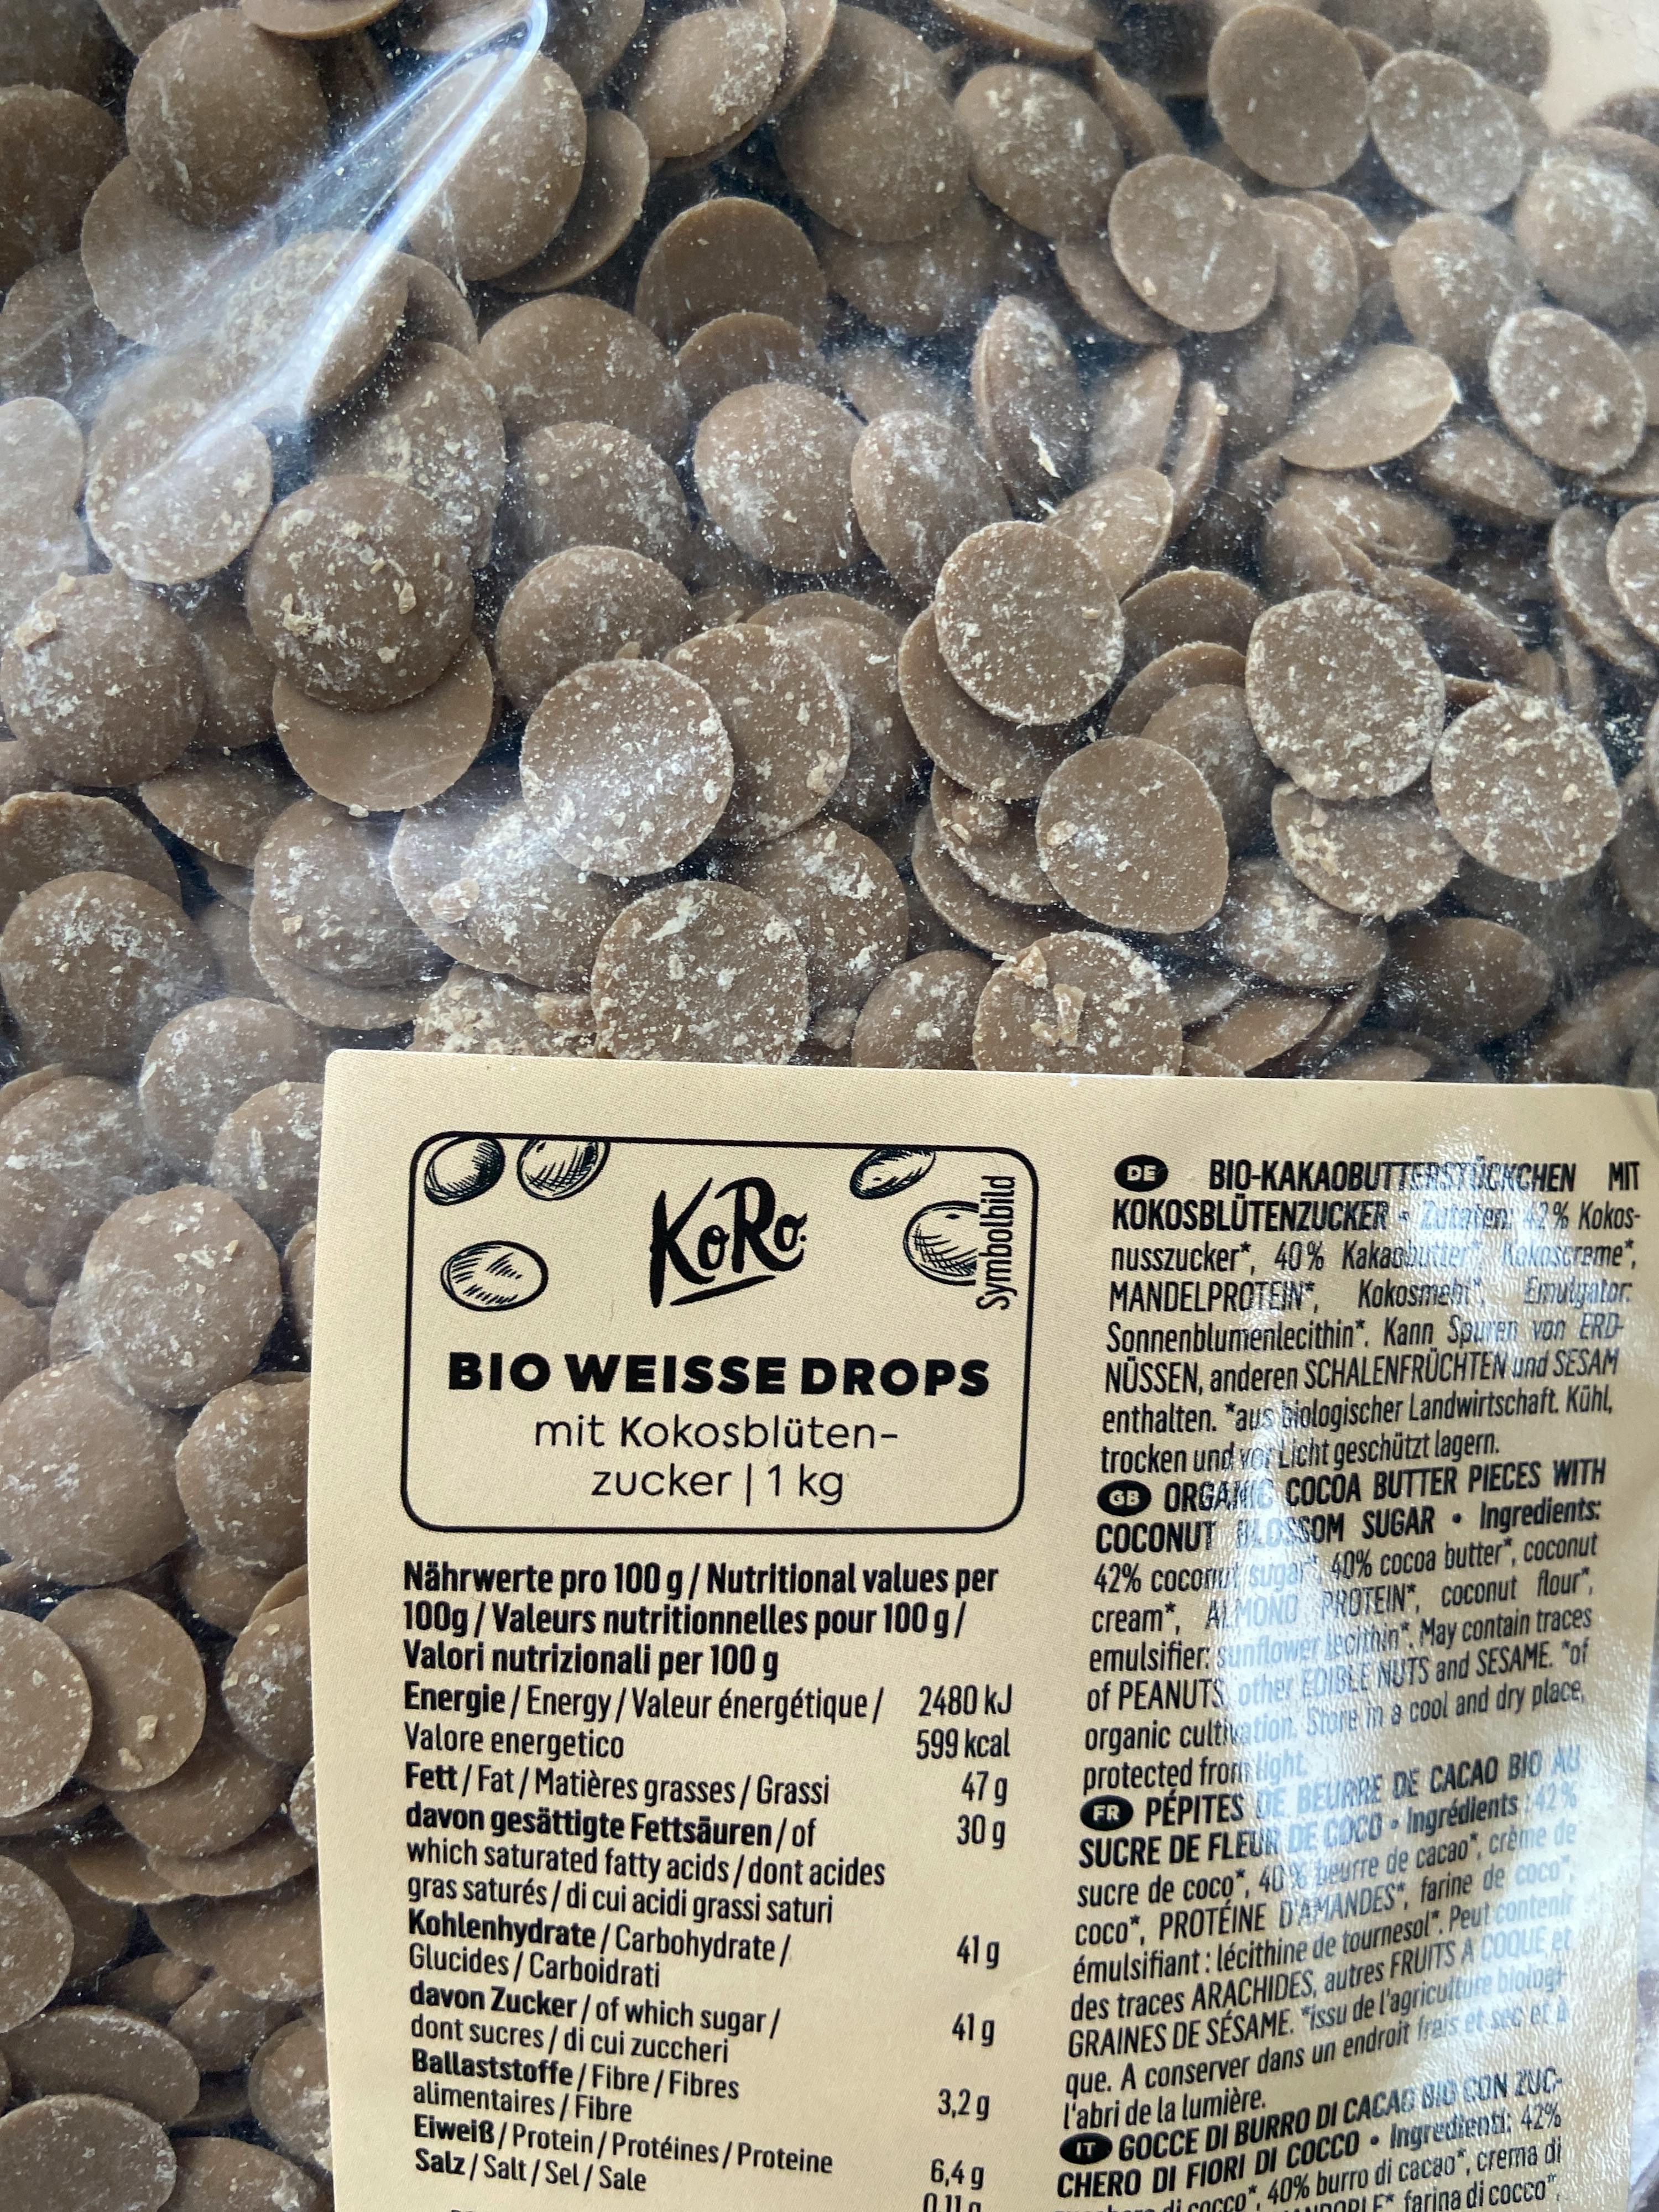 KoRo
Symbolbild
BIO WEISSE DROPS
mit Kokosblüten-
zucker | 1 kg
Nährwerte pro 100 g / Nutritional values per
100g / Valeurs nutritionnelles pour 100 g /
Valori nutrizionali per 100 g
Energie / Energy / Valeur énergétique / 2480 kJ
Valore energetico 599 kcal
Fett / Fat / Matières grasses / Grassi 47 g
davon gesättigte Fettsäuren / of 30 g
which saturated fatty acids / dont acides
gras saturés / di cui acidi grassi saturi
Kohlenhydrate / Carbohydrate / 41 g
Glucides / Carboidrati
davon Zucker / of which sugar / 41 g
dont sucres / di cui zuccheri
Ballaststoffe / Fibre / Fibres 3,2 g
alimentaires / Fibre
Eiweiß / Protein / Protéines / Proteine 6,4 g
Salz / Salt / Sel / Sale 0,11 g
DE BIO-KAKAOBUTTERSTÜCKCHEN MIT
KOKOSBLÜTENZUCKER • Zutaten: 42% Kokos-
nusszucker*, 40% Kakaobutter*, Kokoscreme*,
MANDELPROTEIN*, Kokosmehl*, Emulgator:
Sonnenblumenlecithin*. Kann Spuren von ERD-
NÜSSEN, anderen SCHALENFRÜCHTEN und SESAM
enthalten. *aus biologischer Landwirtschaft. Kühl,
trocken und vor Licht geschützt lagern.
GB ORGANIC COCOA BUTTER PIECES WITH
COCONUT BLOSSOM SUGAR • Ingredients:
42% coconut sugar*, 40% cocoa butter*, coconut
cream*, ALMOND PROTEIN*, coconut flour*,
emulsifier: sunflower lecithin*. May contain traces
of PEANUTS, other EDIBLE NUTS and SESAME. *of
organic cultivation. Store in a cool and dry place,
protected from light.
FR PÉPITES DE BEURRE DE CACAO BIO AU
SUCRE DE FLEUR DE COCO • Ingrédients : 42%
sucre de coco*, 40% beurre de cacao*, crème de
coco*, PROTÉINE D'AMANDES*, farine de coco*,
émulsifiant : lécithine de tournesol*. Peut contenir
des traces ARACHIDES, autres FRUITS A COQUE et
GRAINES DE SÉSAME. *issu de l'agriculture biologi-
que. A conserver dans un endroit frais et sec et à
l'abri de la lumière.
IT GOCCE DI BURRO DI CACAO BIO CON ZUC-
CHERO DI FIORI DI COCCO • Ingredienti: 42%
di cocco*, 40% burro di cacao*, crema di
farina di cocco*,